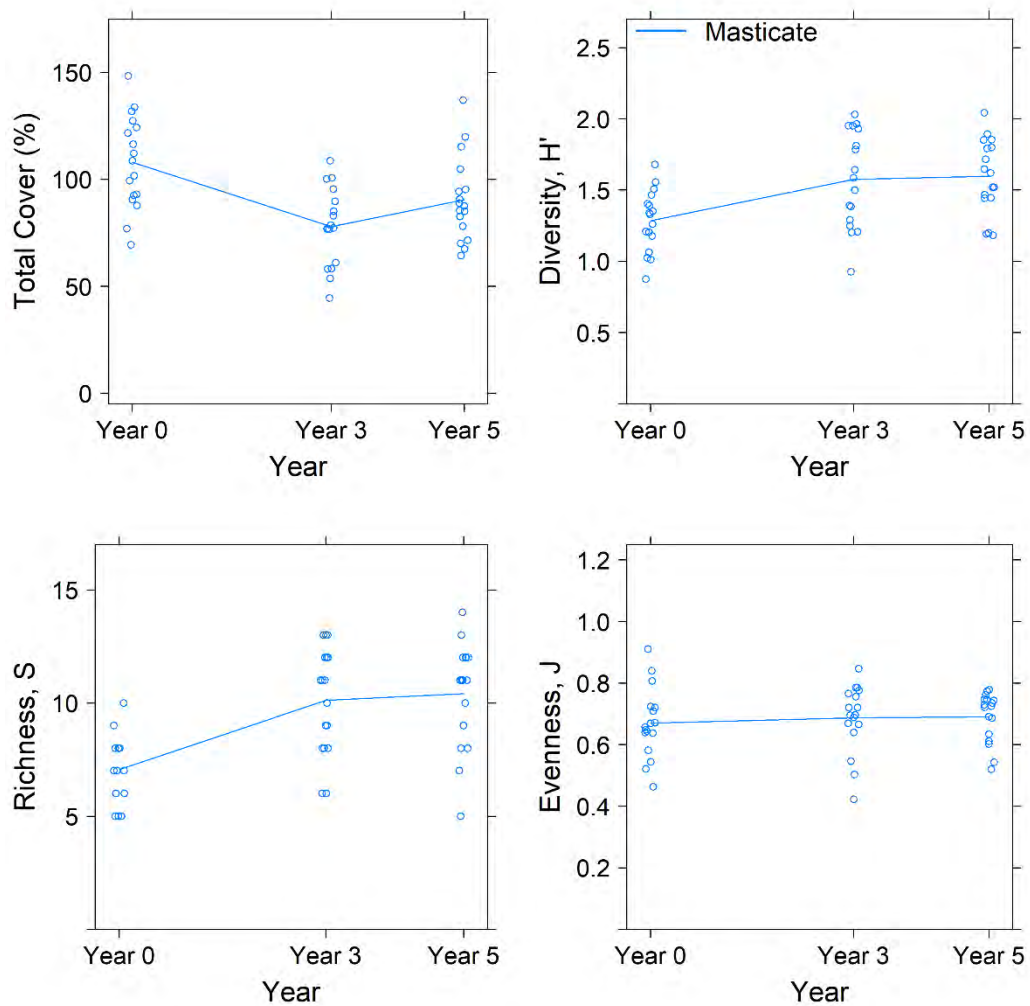 Total Cover (%)
150
100
50
0
Year 0
Year 3
Year 5
Year
Masticate
Diversity, H'
2.5
2.0
1.5
1.0
0.5
Year 0
Year 3
Year 5
Year
Richness, S
15
10
5
Year 0
Year 3
Year 5
Year
Evenness, J
1.2
1.0
0.8
0.6
0.4
0.2
Year 0
Year 3
Year 5
Year